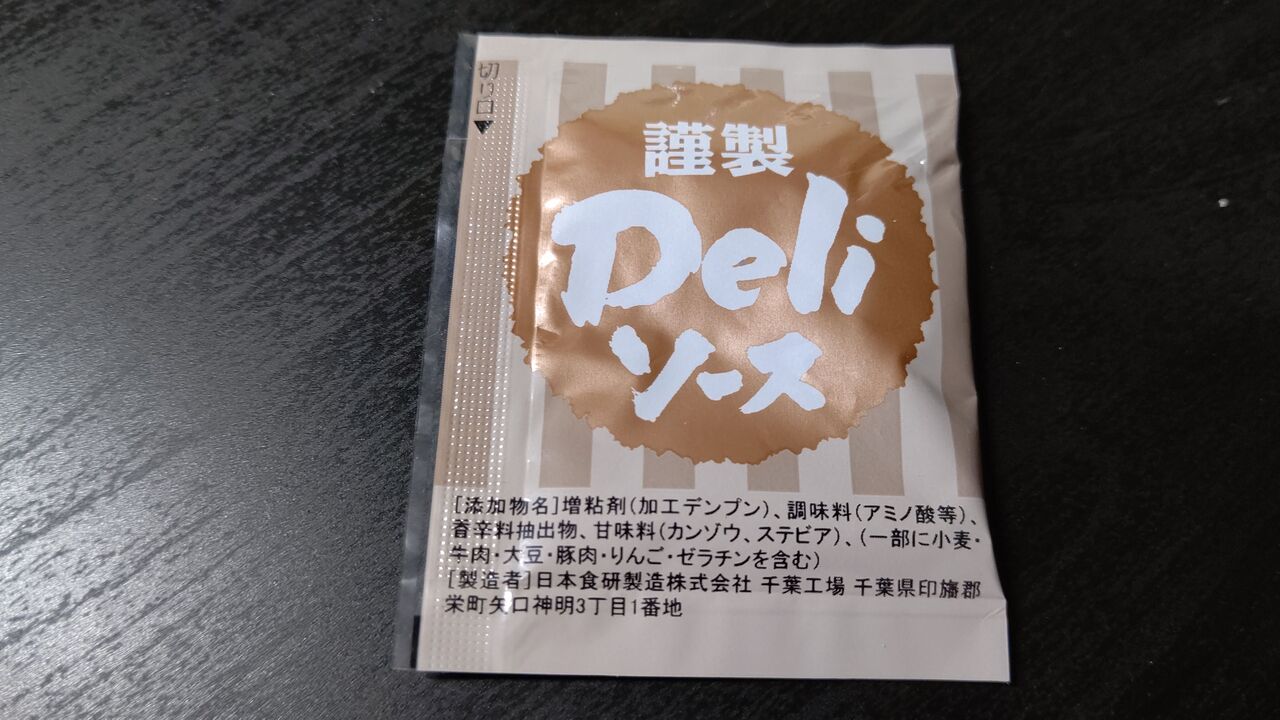 切り口
謹製
Deli
ソース
[添加物名]増粘剤(加工デンプン)、調味料(アミノ酸等)、
香辛料抽出物、甘味料(カンゾウ、ステビア)、(一部に小麦・
牛肉・大豆・豚肉・りんご・ゼラチンを含む)
[製造者]日本食研製造株式会社 千葉工場 千葉県印旛郡
栄町矢口神明3丁目1番地